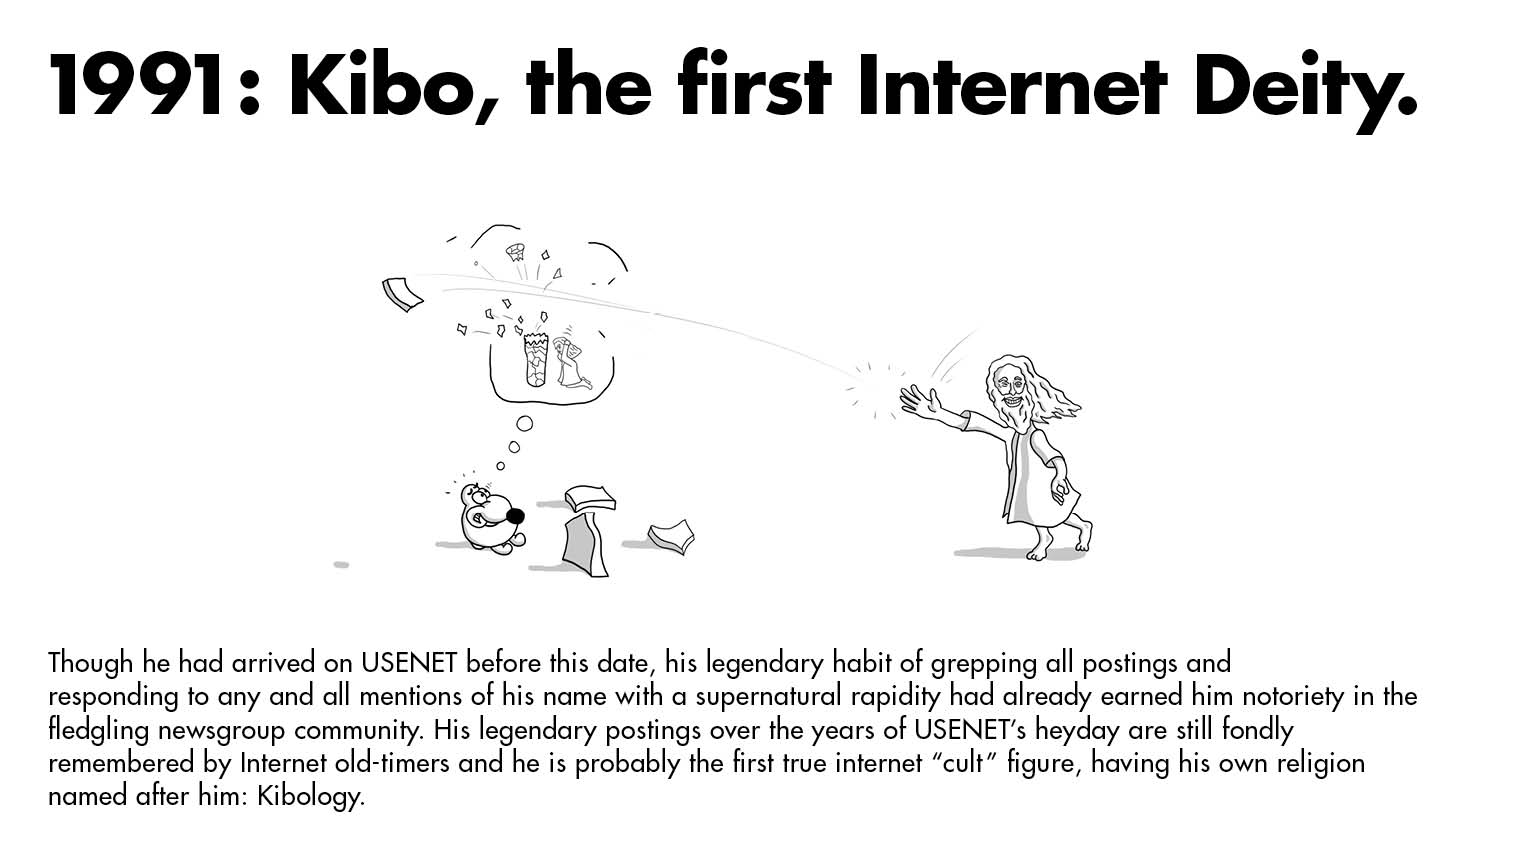 1991: Kibo, the first Internet Deity.
Though he had arrived on USENET before this date, his legendary habit of grepping all postings and
responding to any and all mentions of his name with a supernatural rapidity had already earned him notoriety in the
fledgling newsgroup community. His legendary postings over the years of USENET’s heyday are still fondly
remembered by Internet old-timers and he is probably the first true internet “cult” figure, having his own religion
named after him: Kibology.